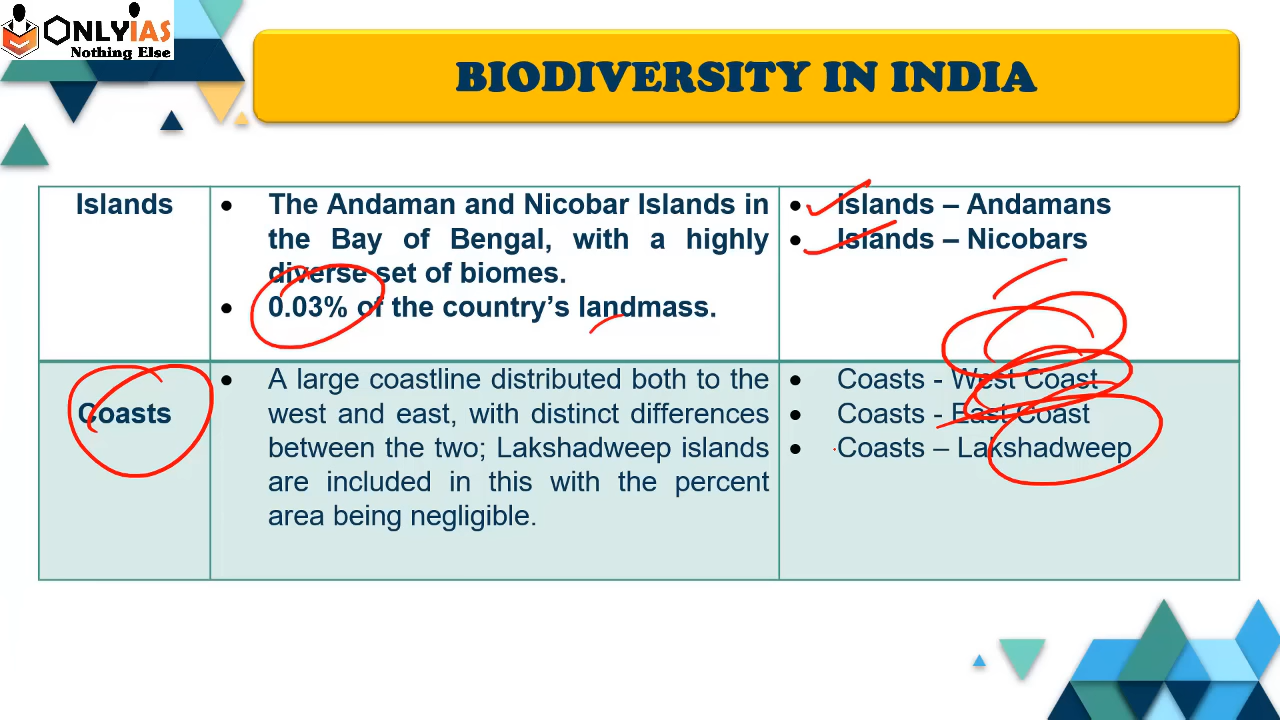 ONLYIAS
Nothing Else
BIODIVERSITY IN INDIA
Islands
• The Andaman and Nicobar Islands in
the Bay of Bengal, with a highly
diverse set of biomes.
• 0.03% of the country's landmass.
• Islands – Andamans
• Islands – Nicobars
Coasts
• A large coastline distributed both to the
west and east, with distinct differences
between the two; Lakshadweep islands
are included in this with the percent
area being negligible.
• Coasts - West Coast
• Coasts - East Coast
• Coasts – Lakshadweep